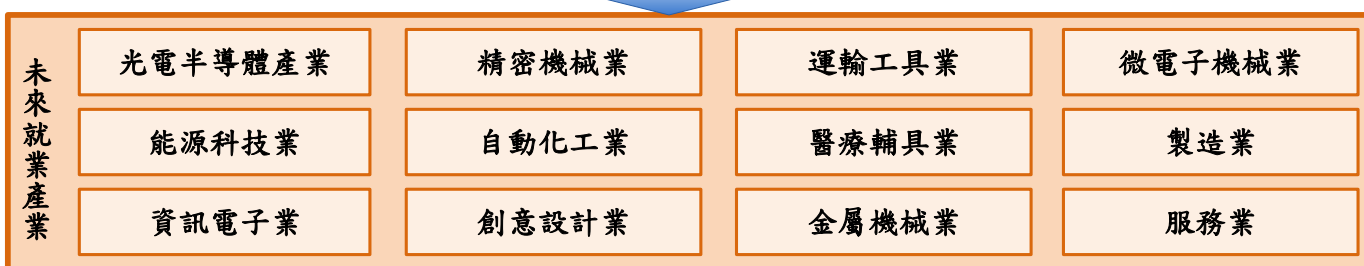 未來就業產業
光電半導體產業
精密機械業
運輸工具業
微電子機械業
能源科技業
自動化工業
醫療輔具業
製造業
資訊電子業
創意設計業
金屬機械業
服務業